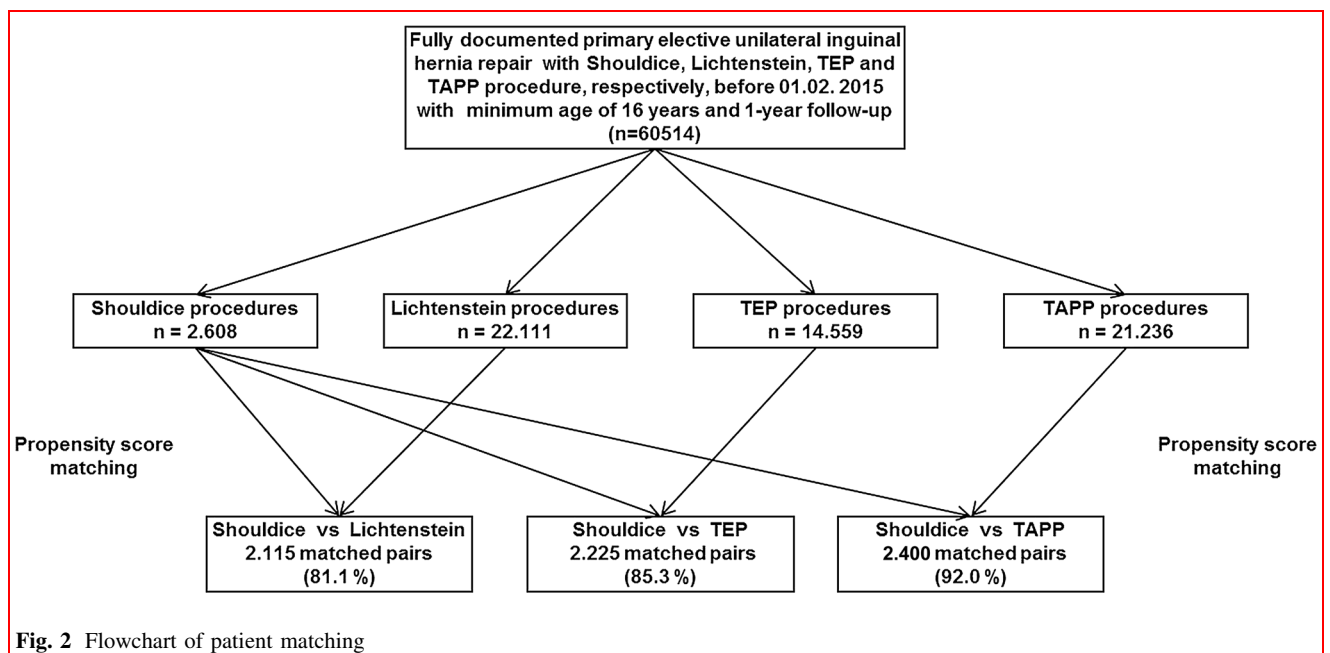 Fully documented primary elective unilateral inguinal
hernia repair with Shouldice, Lichtenstein, TEP and
TAPP procedure, respectively, before 01.02. 2015
with minimum age of 16 years and 1-year follow-up
(n=60514)
Shouldice procedures
n = 2.608
Lichtenstein procedures
n = 22.111
TEP procedures
n = 14.559
TAPP procedures
n = 21.236
Propensity score
matching
Propensity score
matching
Shouldice vs Lichtenstein
2.115 matched pairs
(81.1 %)
Shouldice vs TEP
2.225 matched pairs
(85.3 %)
Shouldice vs TAPP
2.400 matched pairs
(92.0 %)
Fig. 2 Flowchart of patient matching